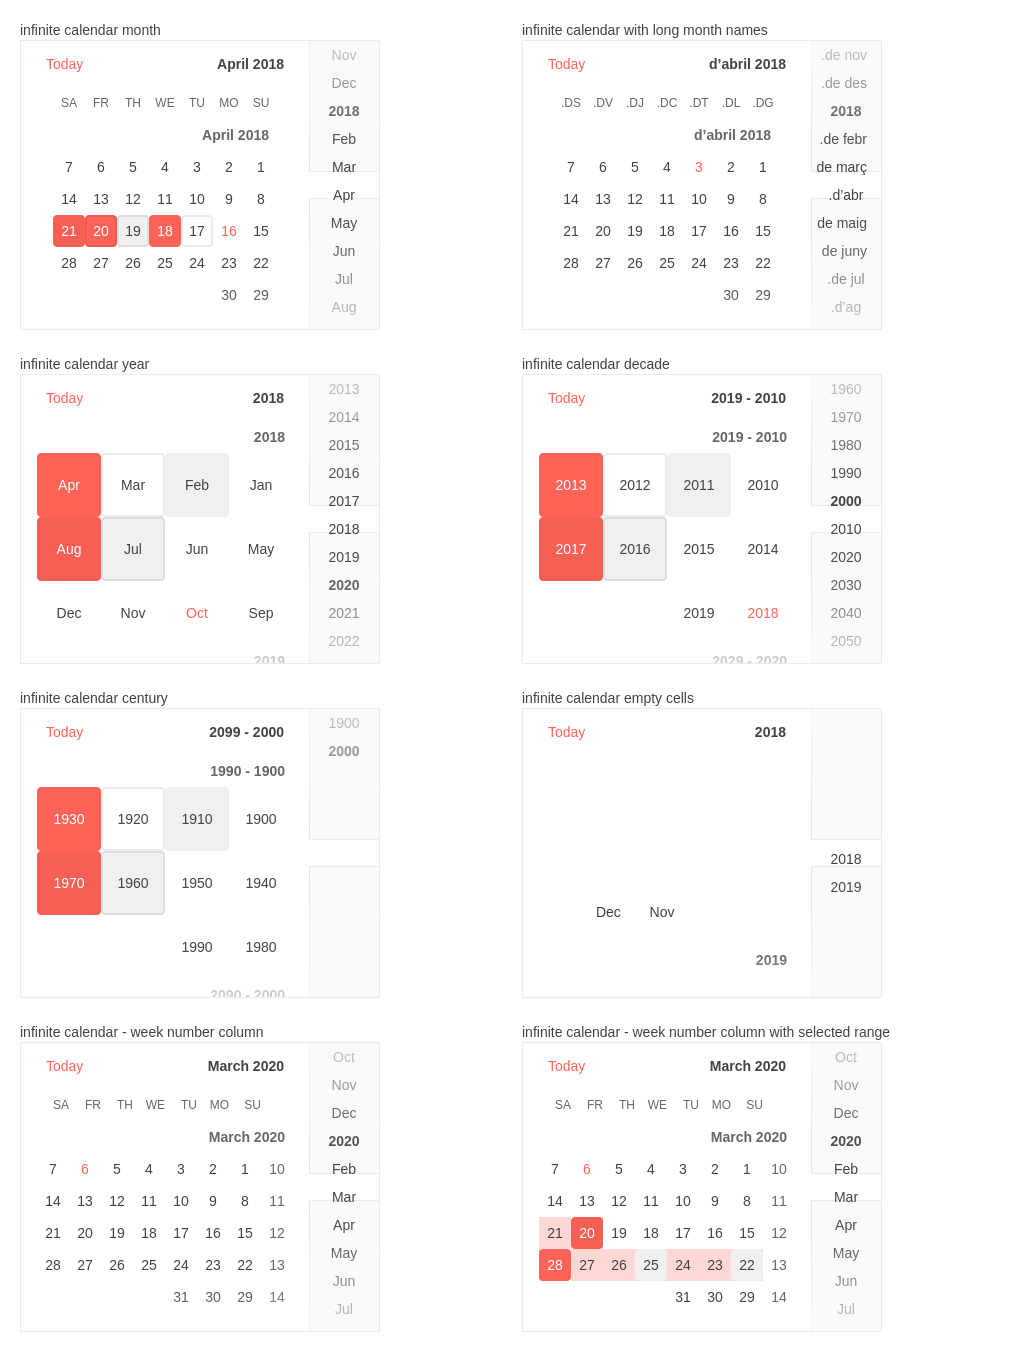 infinite calendar month
Today April 2018
SA FR TH WE TU MO SU
April 2018
7 6 5 4 3 2 1
14 13 12 11 10 9 8
21 20 19 18 17 16 15
28 27 26 25 24 23 22
30 29
Nov
Dec
2018
Feb
Mar
Apr
May
Jun
Jul
Aug
infinite calendar with long month names
Today d’abril 2018
.DS .DV .DJ .DC .DT .DL .DG
d’abril 2018
7 6 5 4 3 2 1
14 13 12 11 10 9 8
21 20 19 18 17 16 15
28 27 26 25 24 23 22
30 29
.de nov
.de des
2018
.de febr
de març
.d’abr
de maig
de juny
.de jul
.d’ag
infinite calendar year
Today 2018
2018
Apr Mar Feb Jan
Aug Jul Jun May
Dec Nov Oct Sep
2019
2013
2014
2015
2016
2017
2018
2019
2020
2021
2022
infinite calendar decade
Today 2019 - 2010
2019 - 2010
2013 2012 2011 2010
2017 2016 2015 2014
2019 2018
2029 - 2020
1960
1970
1980
1990
2000
2010
2020
2030
2040
2050
infinite calendar century
Today 2099 - 2000
1990 - 1900
1930 1920 1910 1900
1970 1960 1950 1940
1990 1980
2090 - 2000
1900
2000
infinite calendar empty cells
Today 2018
Dec Nov
2019
2018
2019
infinite calendar - week number column
Today March 2020
SA FR TH WE TU MO SU
March 2020
7 6 5 4 3 2 1 10
14 13 12 11 10 9 8 11
21 20 19 18 17 16 15 12
28 27 26 25 24 23 22 13
31 30 29 14
Oct
Nov
Dec
2020
Feb
Mar
Apr
May
Jun
Jul
infinite calendar - week number column with selected range
Today March 2020
SA FR TH WE TU MO SU
March 2020
7 6 5 4 3 2 1 10
14 13 12 11 10 9 8 11
21 20 19 18 17 16 15 12
28 27 26 25 24 23 22 13
31 30 29 14
Oct
Nov
Dec
2020
Feb
Mar
Apr
May
Jun
Jul